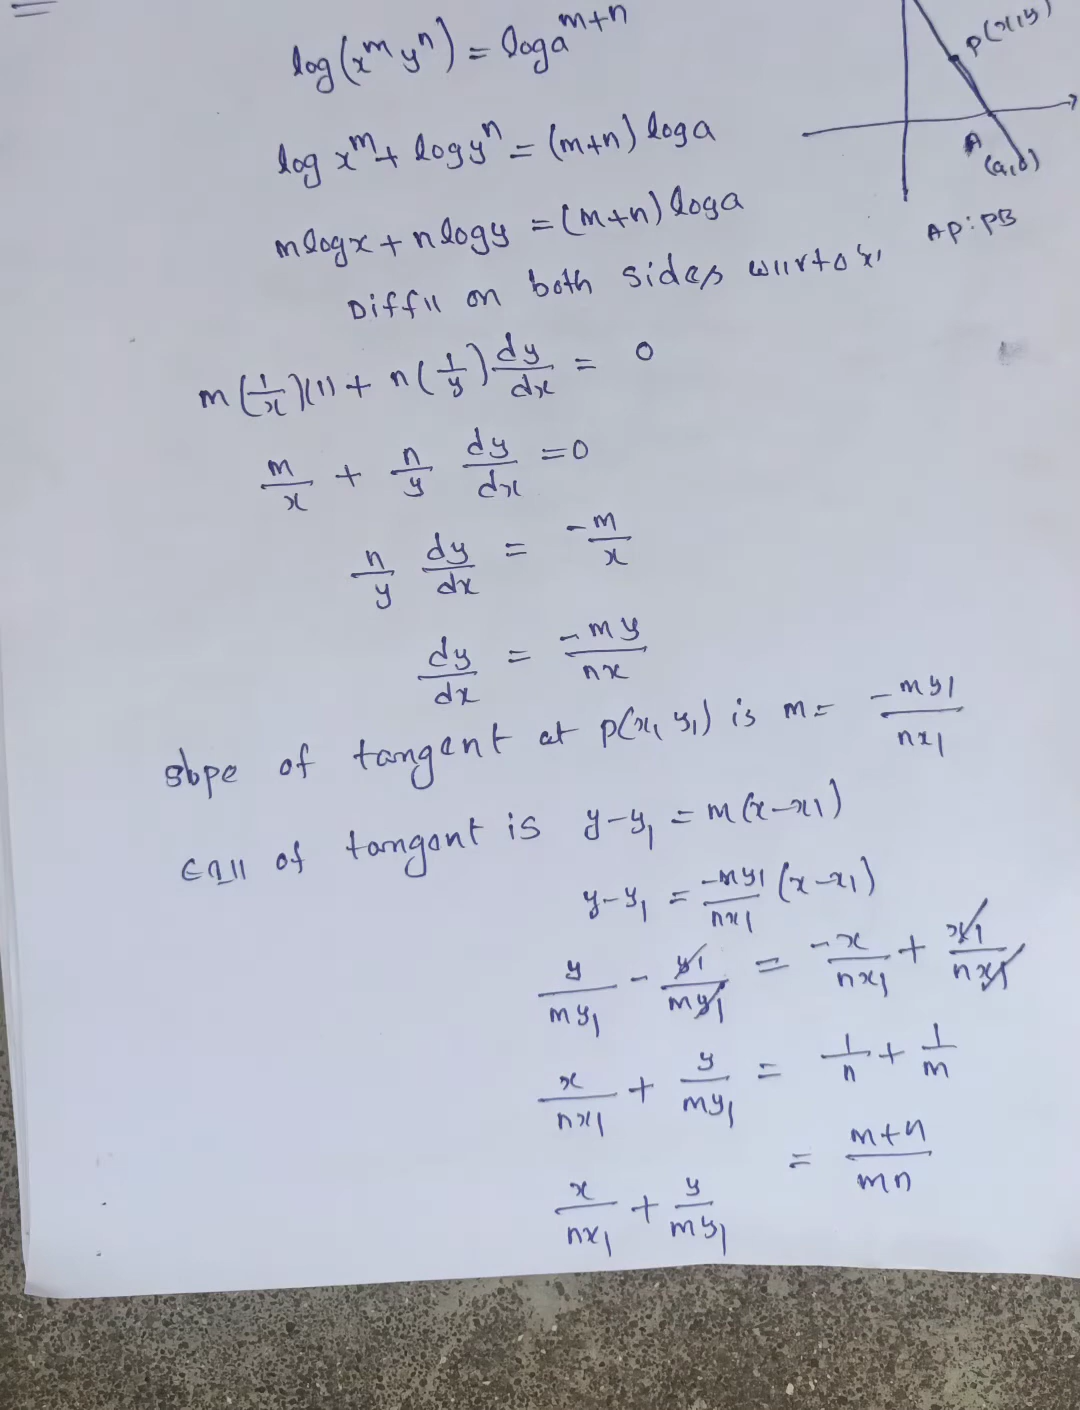 log(x^m y^n) = log a^{m+n}
P(x,y)
log x^m + log y^n = (m+n) log a
A
(a,0)
m log x + n log y = (m+n) log a
AP:PB
Diff॥ on both sides w॥r to 'x'
m(1/x)(1) + n(1/y) dy/dx = 0
m/x + n/y dy/dx = 0
n/y dy/dx = -m/x
dy/dx = -my/nx
slope of tangent at P(x₁ y₁) is m = -my₁/nx₁
Eq॥ of tangent is y-y₁ = m(x-x₁)
y-y₁ = -my₁/nx₁ (x-x₁)
y/my₁ - y₁/my₁ = -x/nx₁ + x₁/nx₁
x/nx₁ + y/my₁ = 1/n + 1/m
x/nx₁ + y/my₁ = m+n/mn